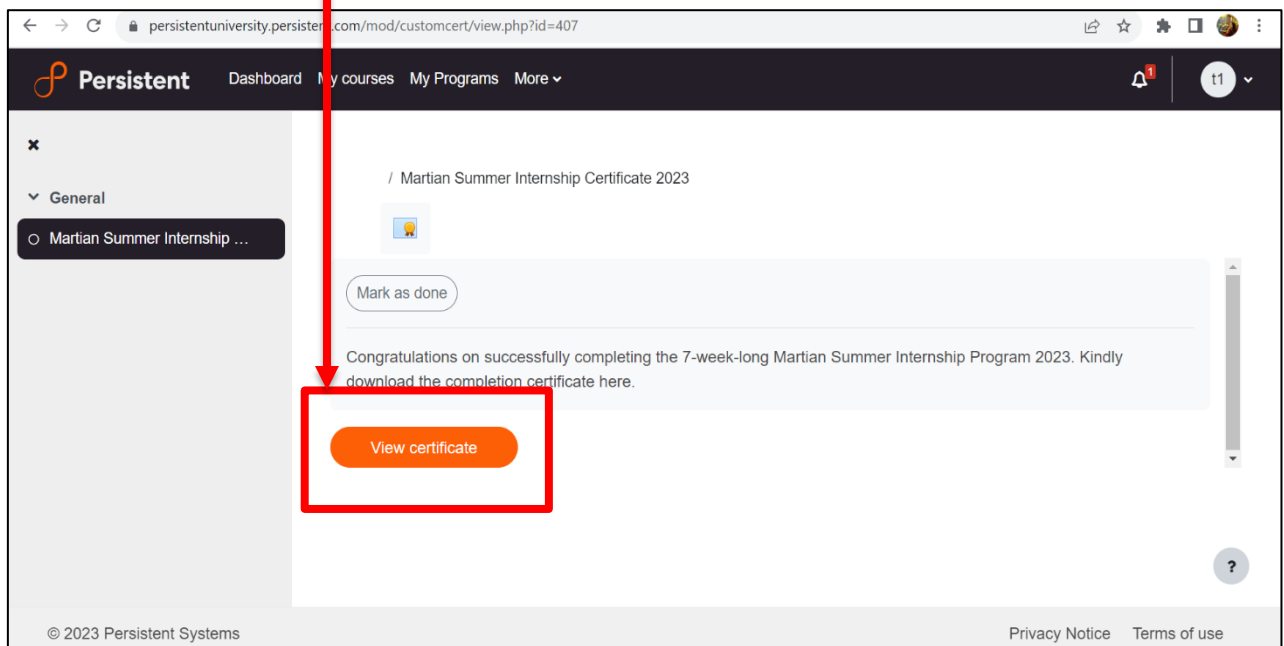 persistentuniversity.persistent.com/mod/customcert/view.php?id=407
Persistent Dashboard My courses My Programs More 1 t1
General
Martian Summer Internship ...
/ Martian Summer Internship Certificate 2023
Mark as done
Congratulations on successfully completing the 7-week-long Martian Summer Internship Program 2023. Kindly
download the completion certificate here.
View certificate
?
© 2023 Persistent Systems Privacy Notice Terms of use